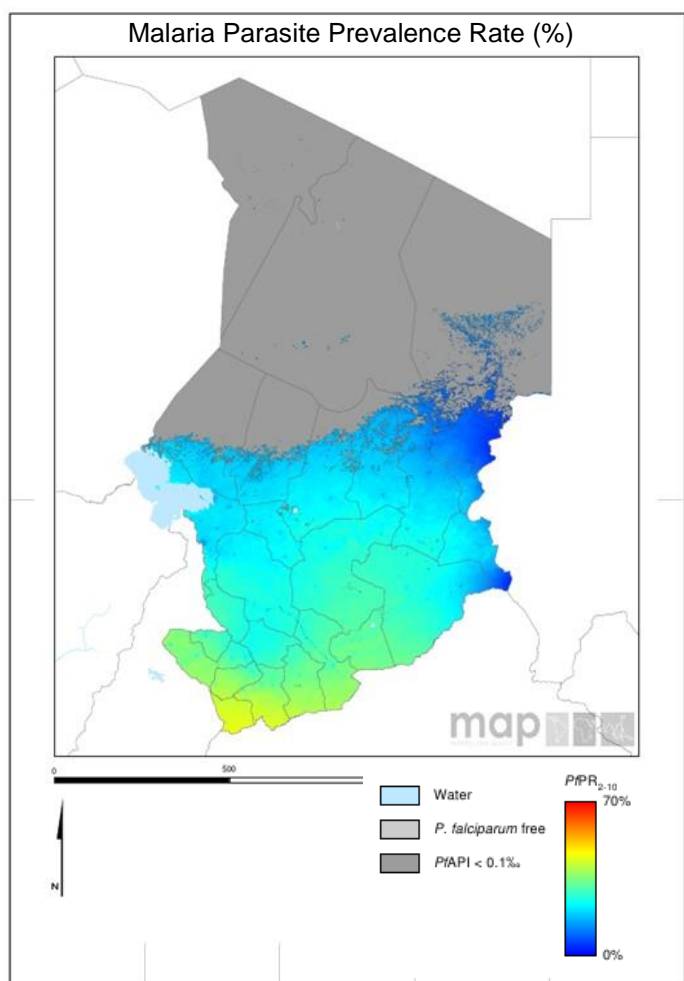 Malaria Parasite Prevalence Rate (%)
map
0 500
N
Water
P. falciparum free
PfAPI < 0.1‰
PfPR2-10
70%
0%